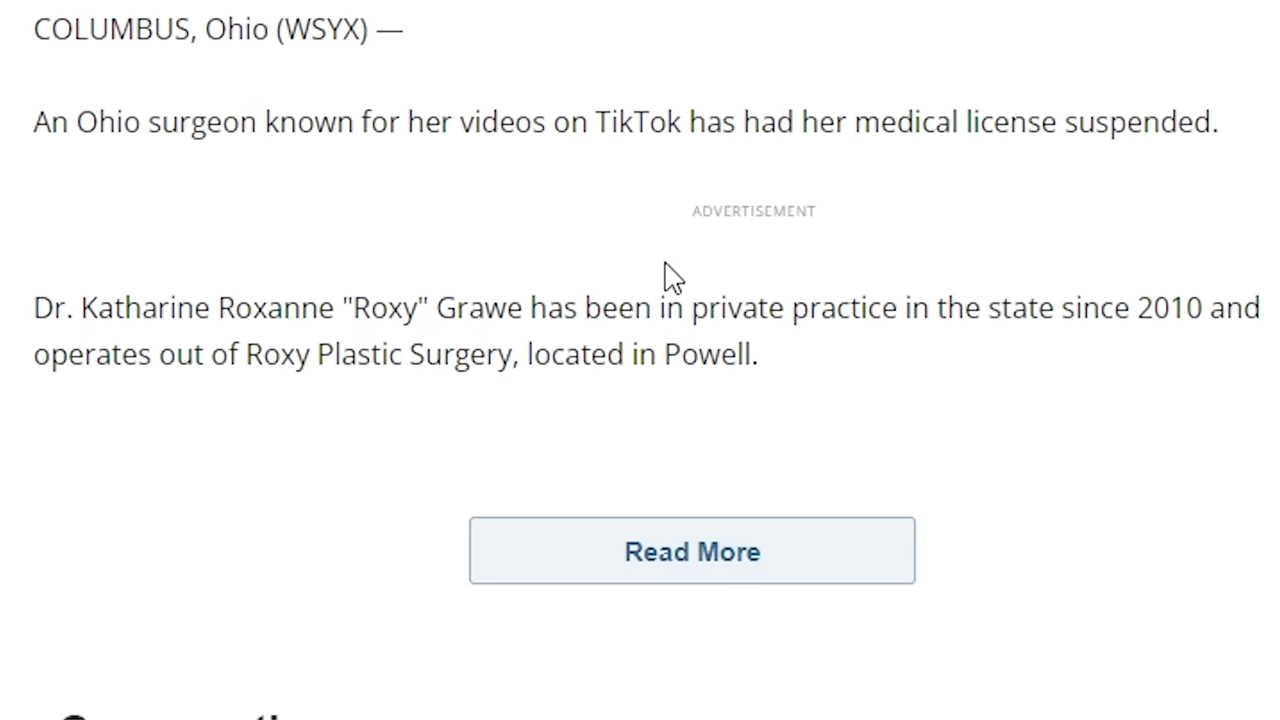 COLUMBUS, Ohio (WSYX) —
An Ohio surgeon known for her videos on TikTok has had her medical license suspended.
ADVERTISEMENT
Dr. Katharine Roxanne "Roxy" Grawe has been in private practice in the state since 2010 and
operates out of Roxy Plastic Surgery, located in Powell.
Read More